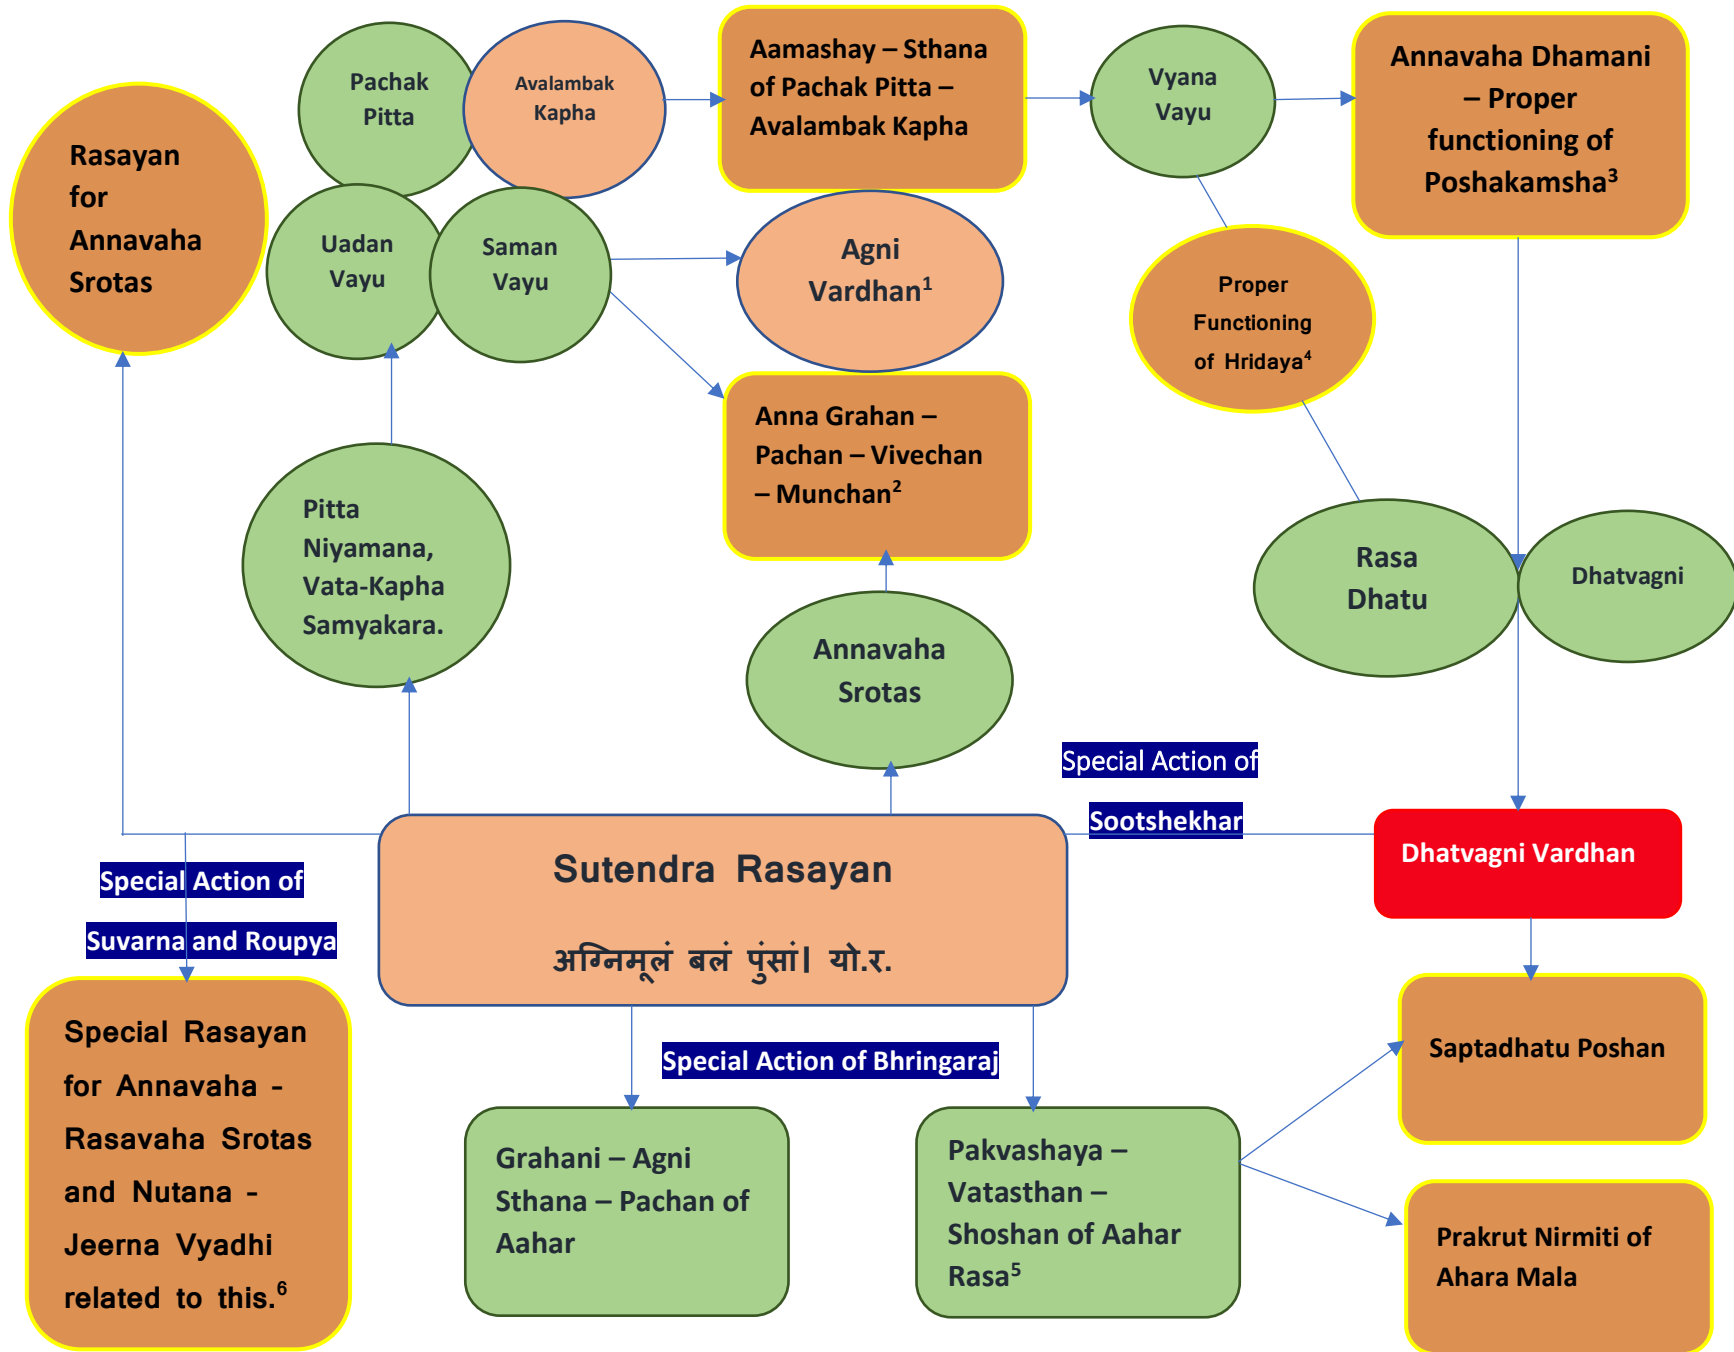 Pachak
Pitta
Avalambak
Kapha
Aamashay – Sthana
of Pachak Pitta –
Avalambak Kapha
Vyana
Vayu
Annavaha Dhamani
– Proper
functioning of
Poshakamsha³
Rasayan
for
Annavaha
Srotas
Uadan
Vayu
Saman
Vayu
Agni
Vardhan¹
Proper
Functioning
of Hridaya⁴
Anna Grahan –
Pachan – Vivechan
– Munchan²
Pitta
Niyamana,
Vata-Kapha
Samyakara.
Annavaha
Srotas
Rasa
Dhatu
Dhatvagni
Special Action of
Sootshekhar
Dhatvagni Vardhan
Sutendra Rasayan
अग्निमूलं बलं पुंसां| यो.र.
Special Action of
Suvarna and Roupya
Special Rasayan
for Annavaha -
Rasavaha Srotas
and Nutana -
Jeerna Vyadhi
related to this.⁶
Special Action of Bhringaraj
Grahani – Agni
Sthana – Pachan of
Aahar
Pakvashaya –
Vatasthan –
Shoshan of Aahar
Rasa⁵
Saptadhatu Poshan
Prakrut Nirmiti of
Ahara Mala